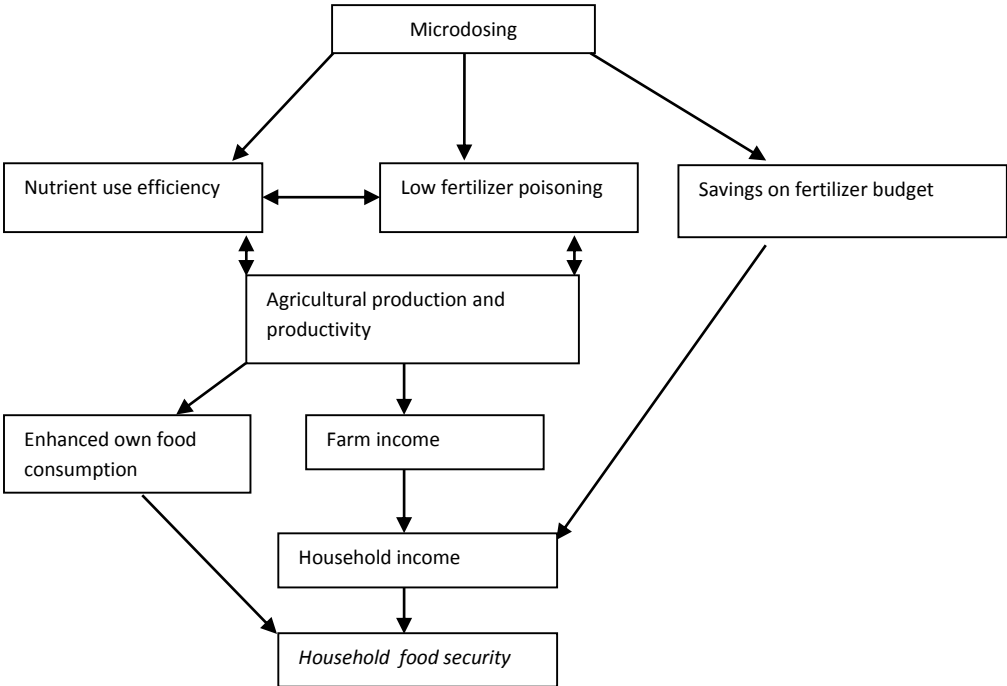 Microdosing
Nutrient use efficiency
Low fertilizer poisoning
Savings on fertilizer budget
Agricultural production and
productivity
Enhanced own food
consumption
Farm income
Household income
Household food security